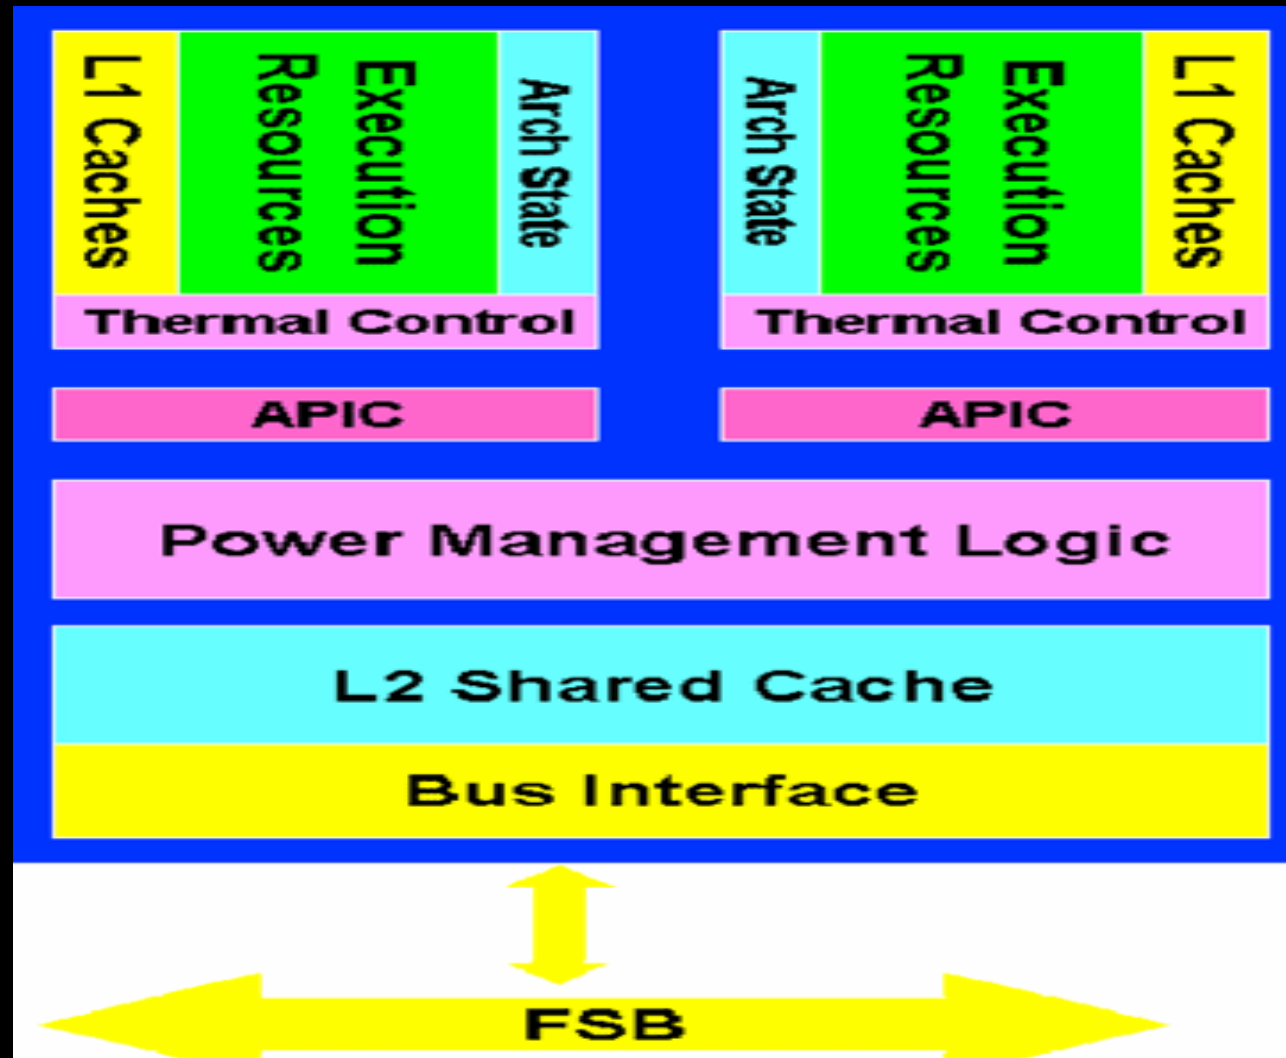 L1 Caches
Execution
Resources
Arch State
Arch State
Execution
Resources
L1 Caches
Thermal Control
Thermal Control
APIC
APIC
Power Management Logic
L2 Shared Cache
Bus Interface
FSB